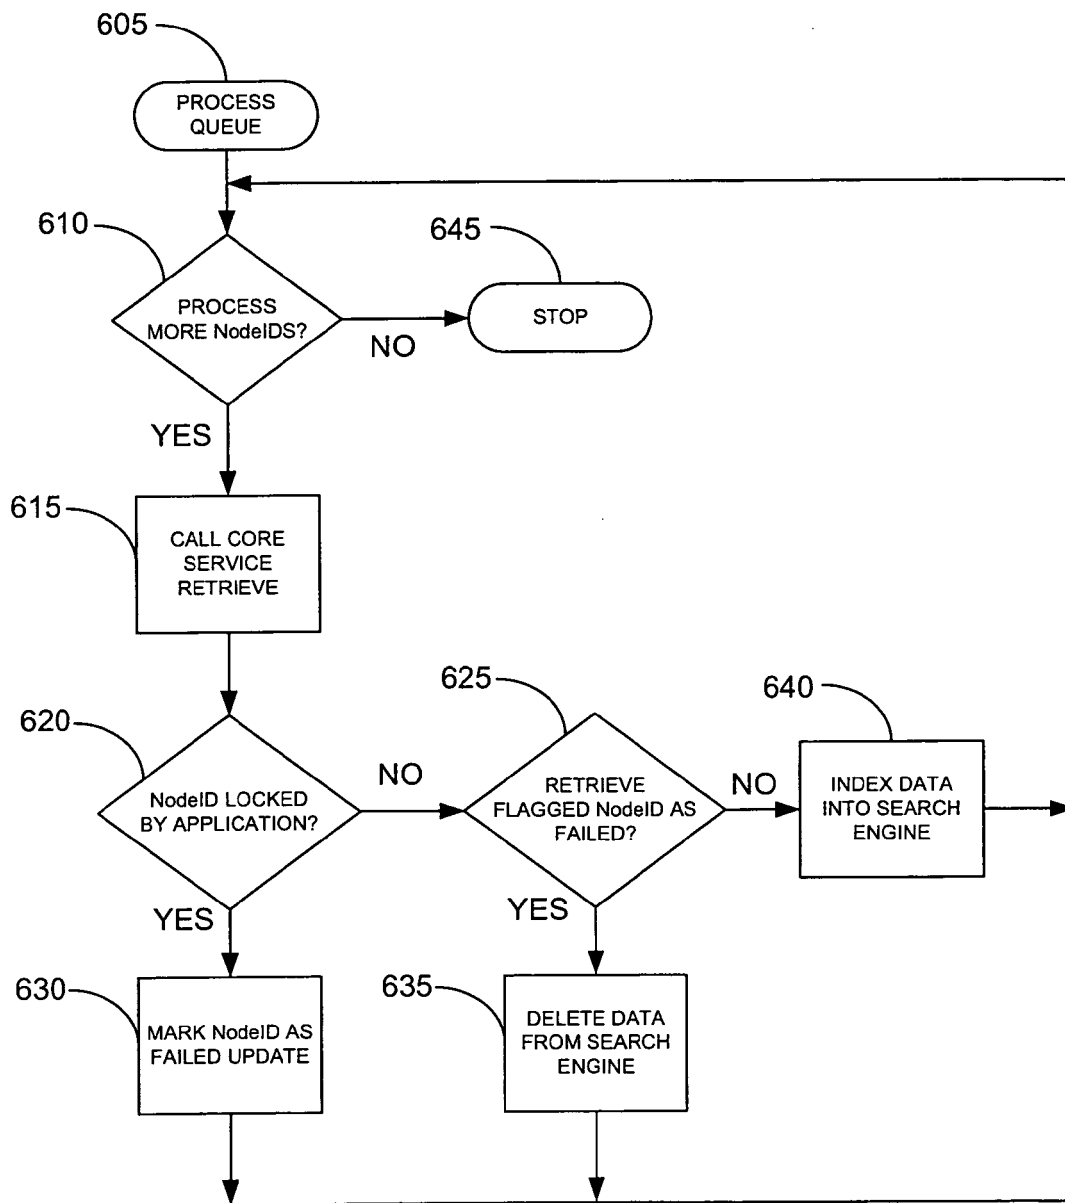 605
PROCESS
QUEUE
610
645
PROCESS
MORE NodeIDS?
STOP
NO
YES
615
CALL CORE
SERVICE
RETRIEVE
620
625
640
NodeID LOCKED
BY APPLICATION?
NO
RETRIEVE
FLAGGED NodeID AS
FAILED?
NO
INDEX DATA
INTO SEARCH
ENGINE
YES
YES
630
635
MARK NodeID AS
FAILED UPDATE
DELETE DATA
FROM SEARCH
ENGINE